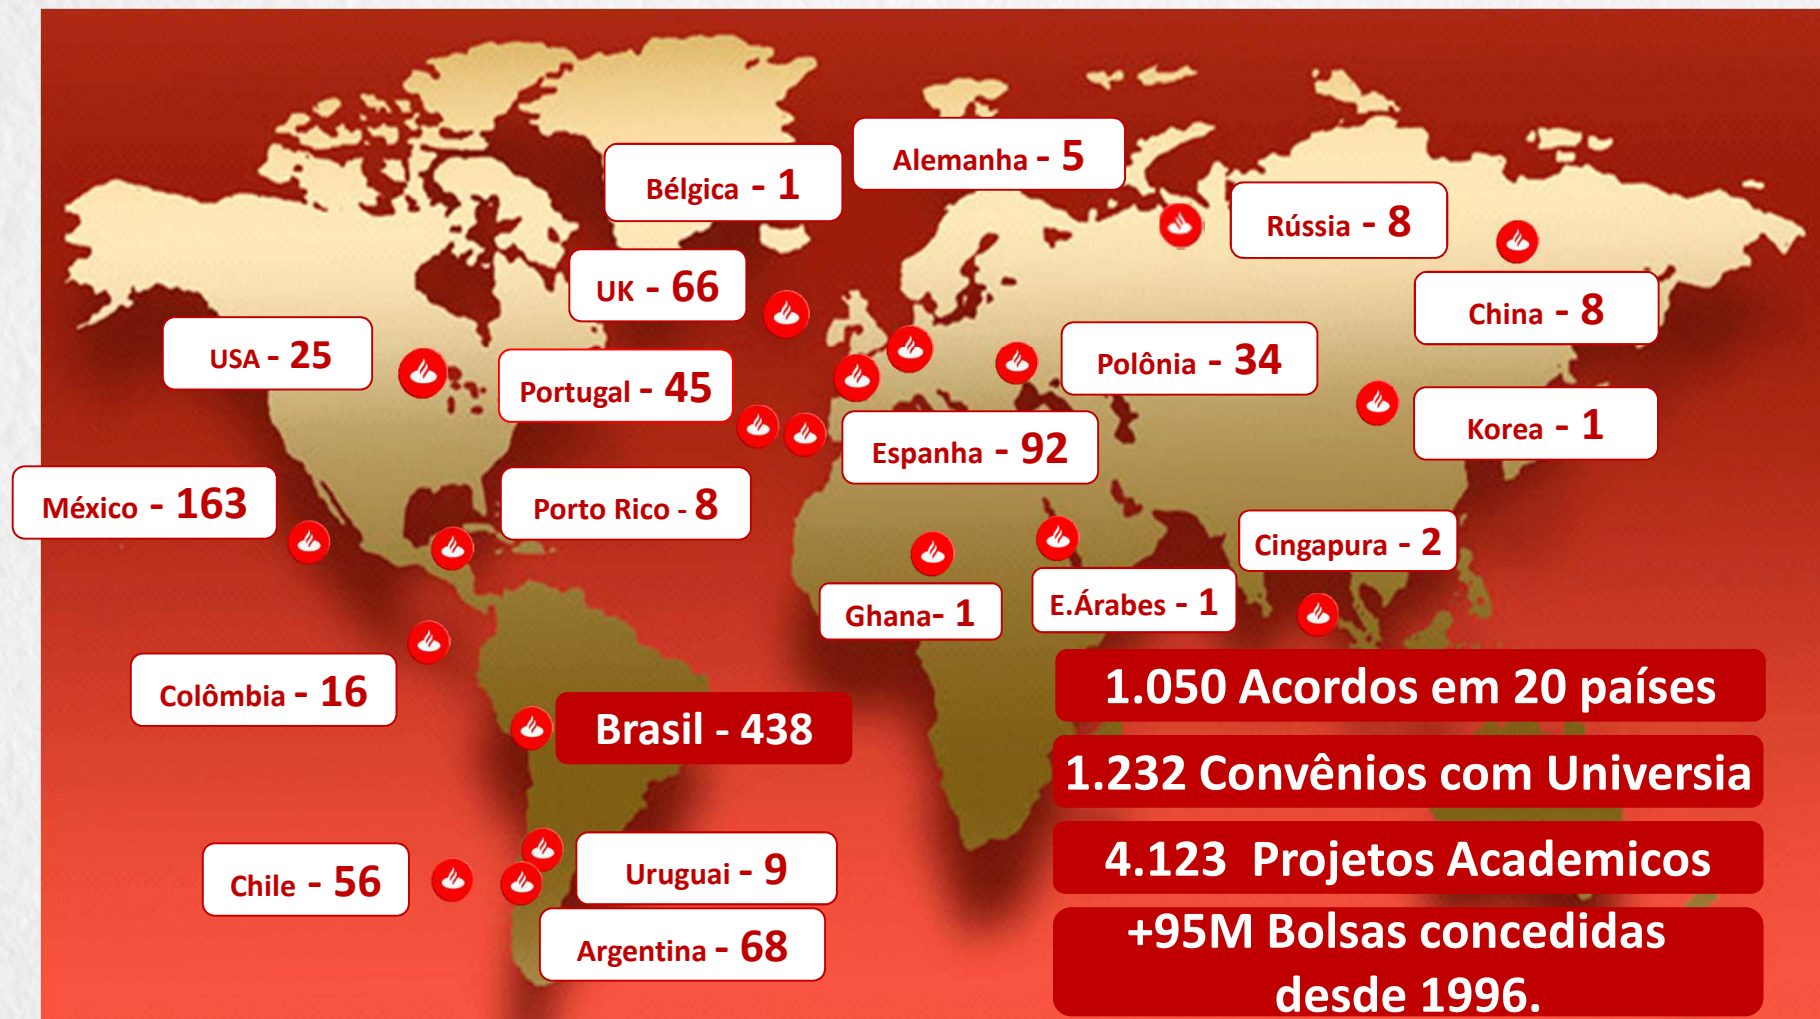 Alemanha - 5
Bélgica - 1
Rússia - 8
UK - 66
China - 8
USA - 25
Polônia - 34
Portugal - 45
Korea - 1
Espanha - 92
México - 163
Porto Rico - 8
Cingapura - 2
Ghana- 1
E.Árabes - 1
Colômbia - 16
1.050 Acordos em 20 países
Brasil - 438
1.232 Convênios com Universia
4.123 Projetos Academicos
Chile - 56
Uruguai - 9
Argentina - 68
+95M Bolsas concedidas
desde 1996.